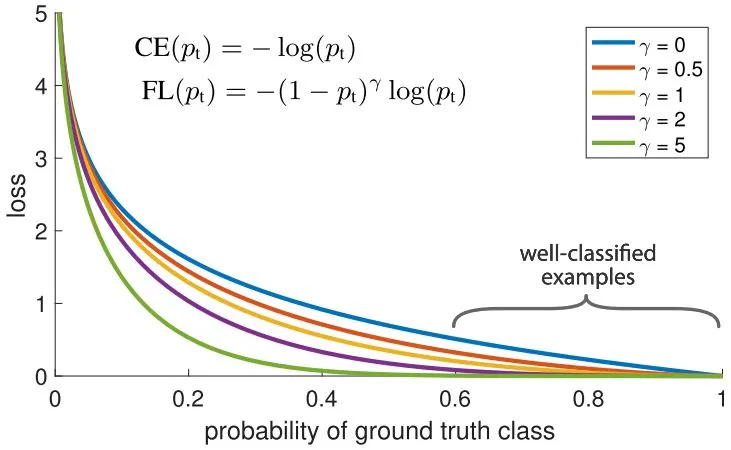 5
CE(pₜ) = − log(pₜ)
FL(pₜ) = −(1 − pₜ)^γ log(pₜ)
γ = 0
γ = 0.5
γ = 1
γ = 2
γ = 5
4
3
loss
2
well-classified
examples
1
0
0 0.2 0.4 0.6 0.8 1
probability of ground truth class